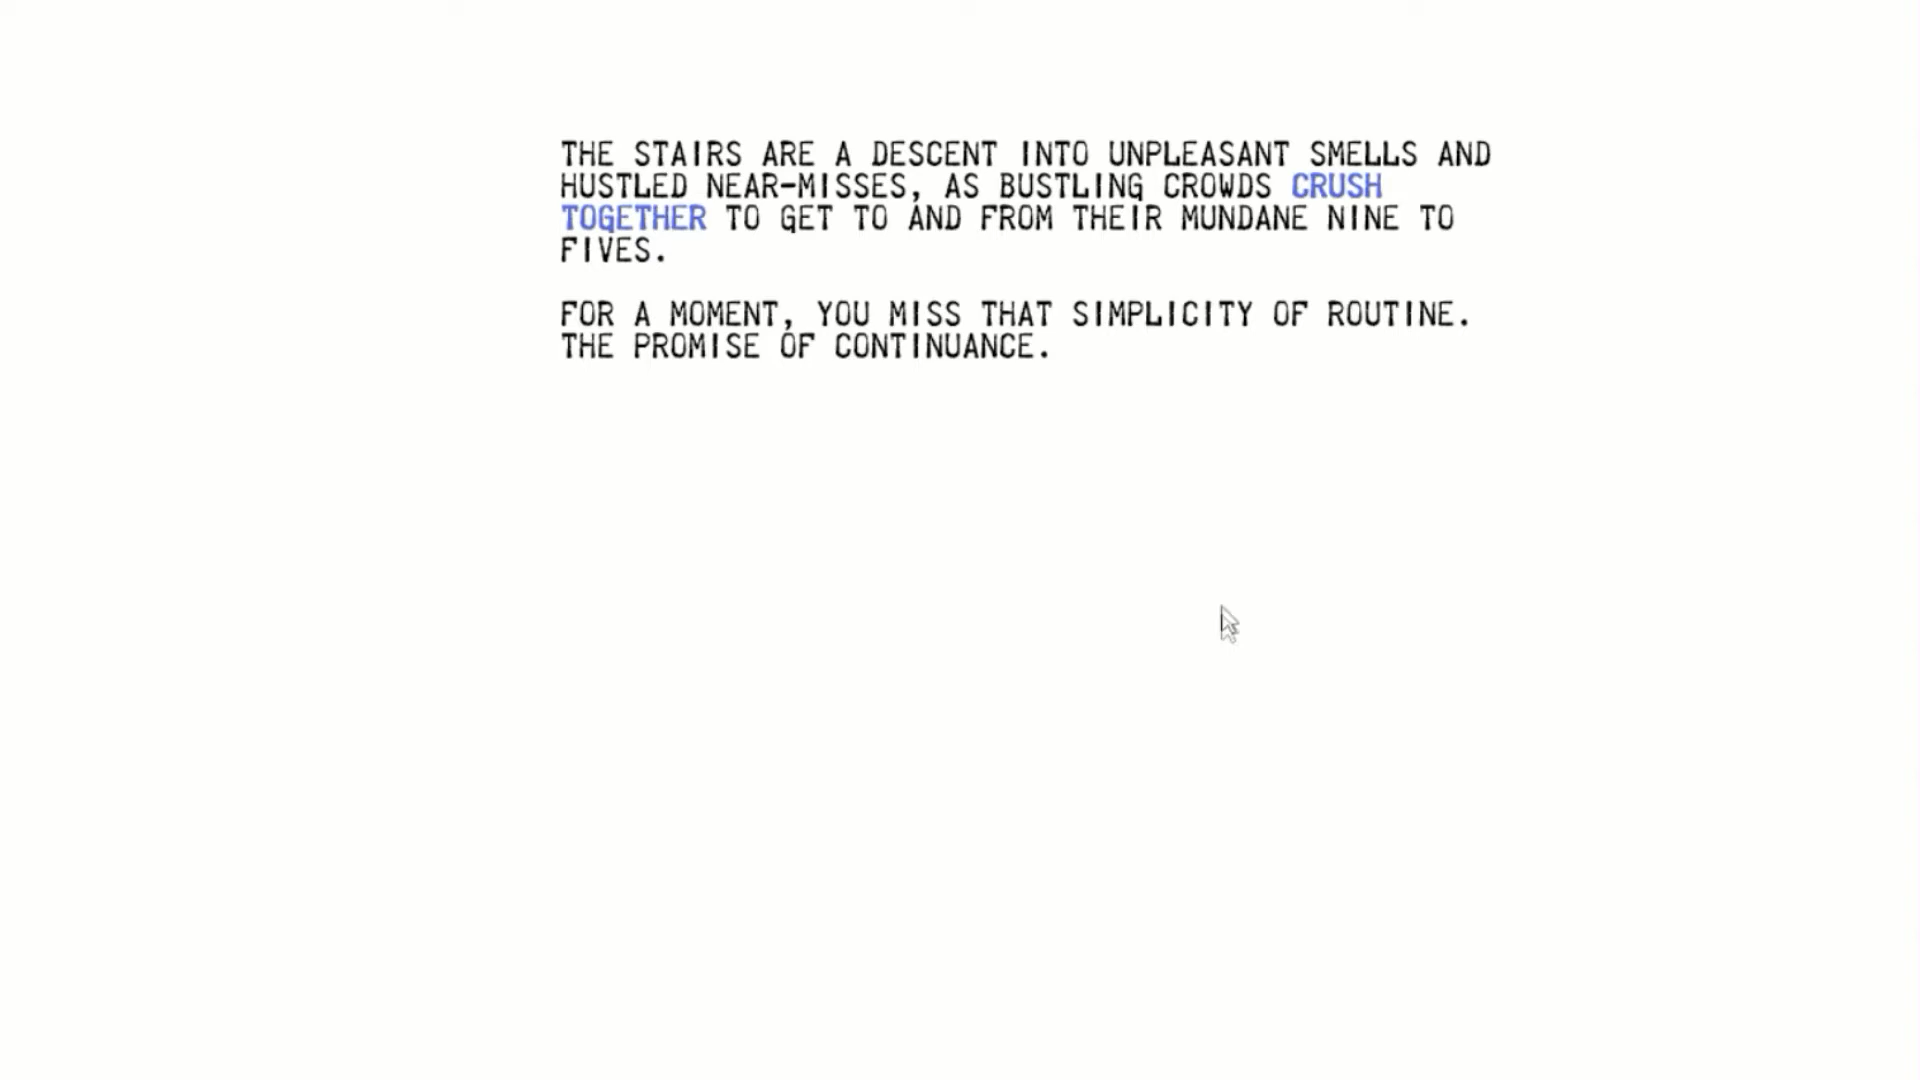 THE STAIRS ARE A DESCENT INTO UNPLEASANT SMELLS AND
HUSTLED NEAR-MISSES, AS BUSTLING CROWDS CRUSH
TOGETHER TO GET TO AND FROM THEIR MUNDANE NINE TO
FIVES.
FOR A MOMENT, YOU MISS THAT SIMPLICITY OF ROUTINE.
THE PROMISE OF CONTINUANCE.